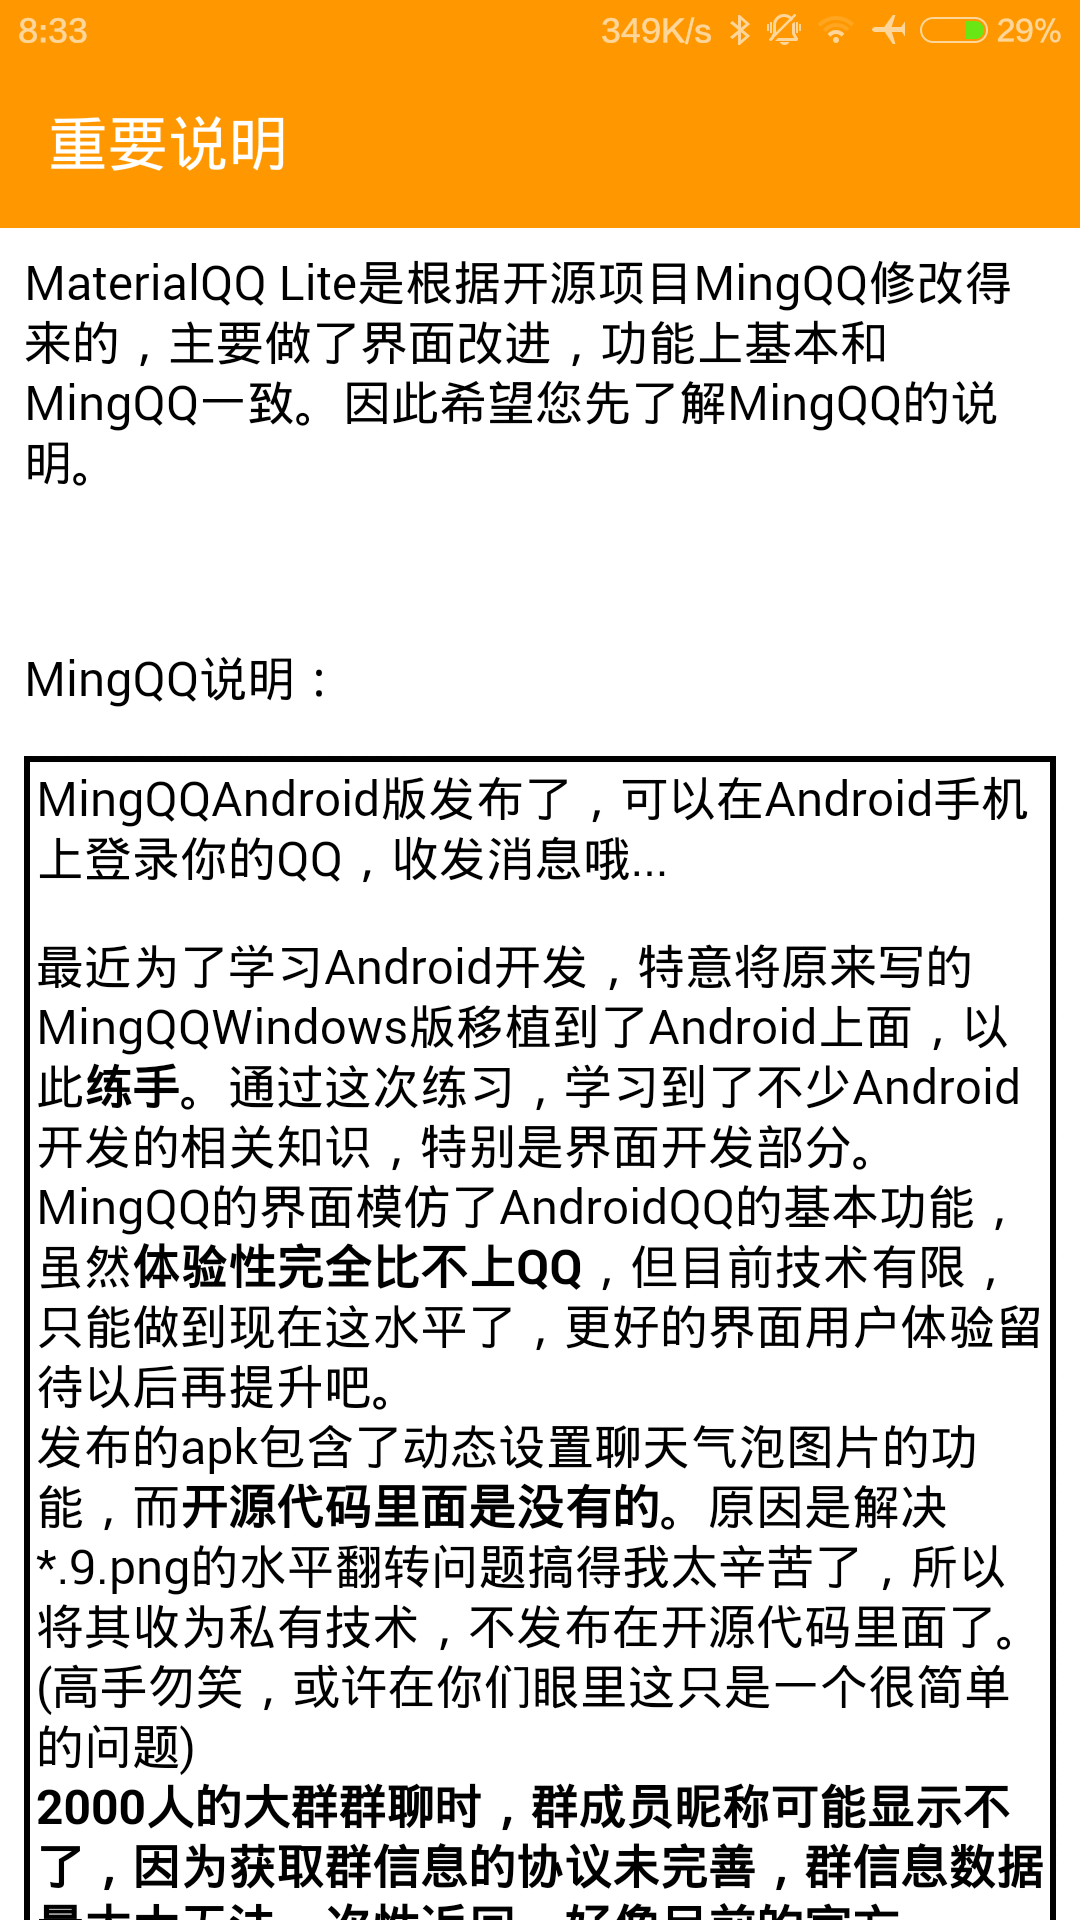 8:33 349K/s 29%
重要说明
MaterialQQ Lite是根据开源项目MingQQ修改得
来的，主要做了界面改进，功能上基本和
MingQQ一致。因此希望您先了解MingQQ的说
明。
MingQQ说明：
MingQQAndroid版发布了，可以在Android手机
上登录你的QQ，收发消息哦...
最近为了学习Android开发，特意将原来写的
MingQQWindows版移植到了Android上面，以
此练手。通过这次练习，学习到了不少Android
开发的相关知识，特别是界面开发部分。
MingQQ的界面模仿了AndroidQQ的基本功能，
虽然体验性完全比不上QQ，但目前技术有限，
只能做到现在这水平了，更好的界面用户体验留
待以后再提升吧。
发布的apk包含了动态设置聊天气泡图片的功
能，而开源代码里面是没有的。原因是解决
*.9.png的水平翻转问题搞得我太辛苦了，所以
将其收为私有技术，不发布在开源代码里面了。
(高手勿笑，或许在你们眼里这只是一个很简单
的问题)
2000人的大群群聊时，群成员昵称可能显示不
了，因为获取群信息的协议未完善，群信息数据
量太大无法一次性返回，好像目前的官方